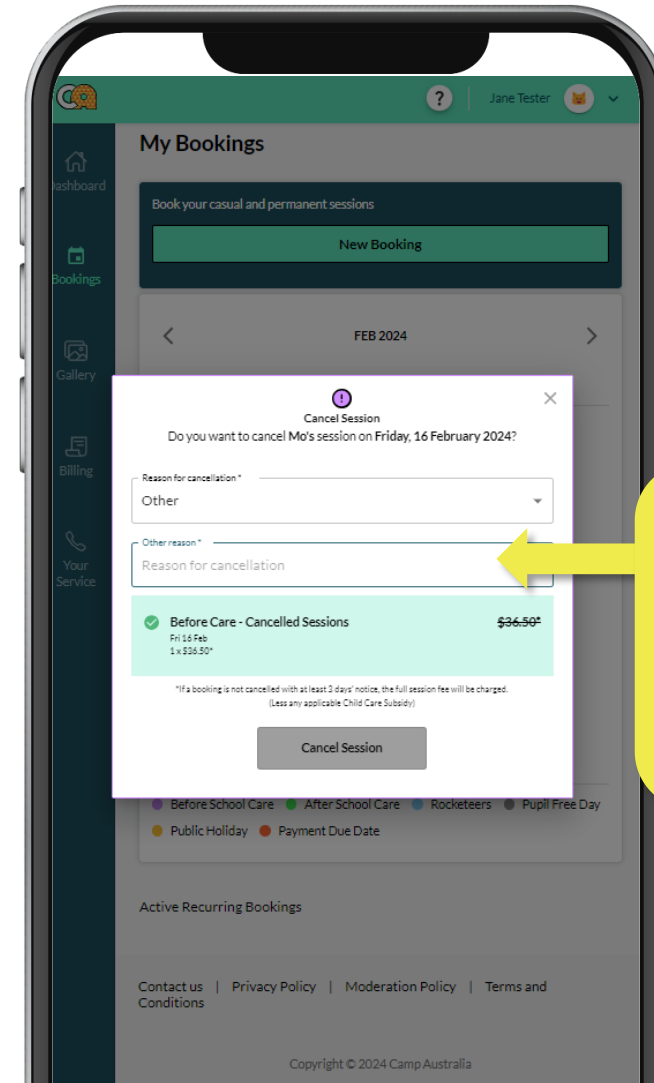 ca
? Jane Tester
Dashboard
My Bookings
Book your casual and permanent sessions
New Booking
Bookings
FEB 2024
Gallery
Cancel Session
Do you want to cancel Mo's session on Friday, 16 February 2024?
Billing
Reason for cancellation *
Other
Other reason *
Reason for cancellation
Your
Service
Before Care - Cancelled Sessions $36.50*
Fri 16 Feb
1 x $36.50*
*If a booking is not cancelled with at least 3 days' notice, the full session fee will be charged.
(Less any applicable Child Care Subsidy)
Cancel Session
Before School Care After School Care Rocketeers Pupil Free Day
Public Holiday Payment Due Date
Active Recurring Bookings
Contact us | Privacy Policy | Moderation Policy | Terms and
Conditions
Copyright © 2024 Camp Australia